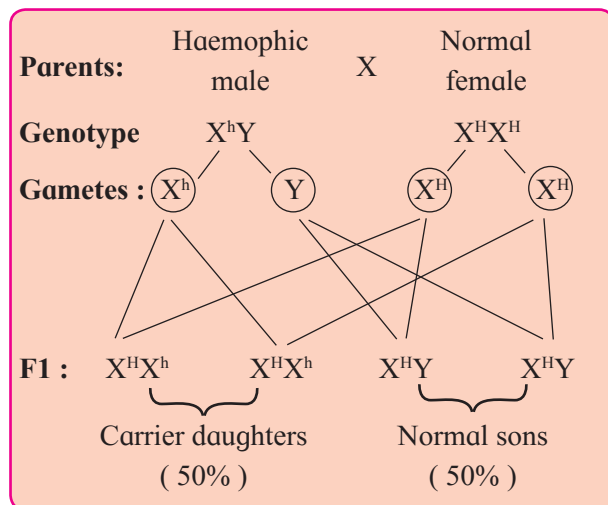 Parents: Haemophic male X Normal female
Genotype XʰY XᴴXᴴ
Gametes : Xʰ Y Xᴴ Xᴴ
F1 : XᴴXʰ XᴴXʰ XᴴY XᴴY
Carrier daughters Normal sons
( 50% ) ( 50% )